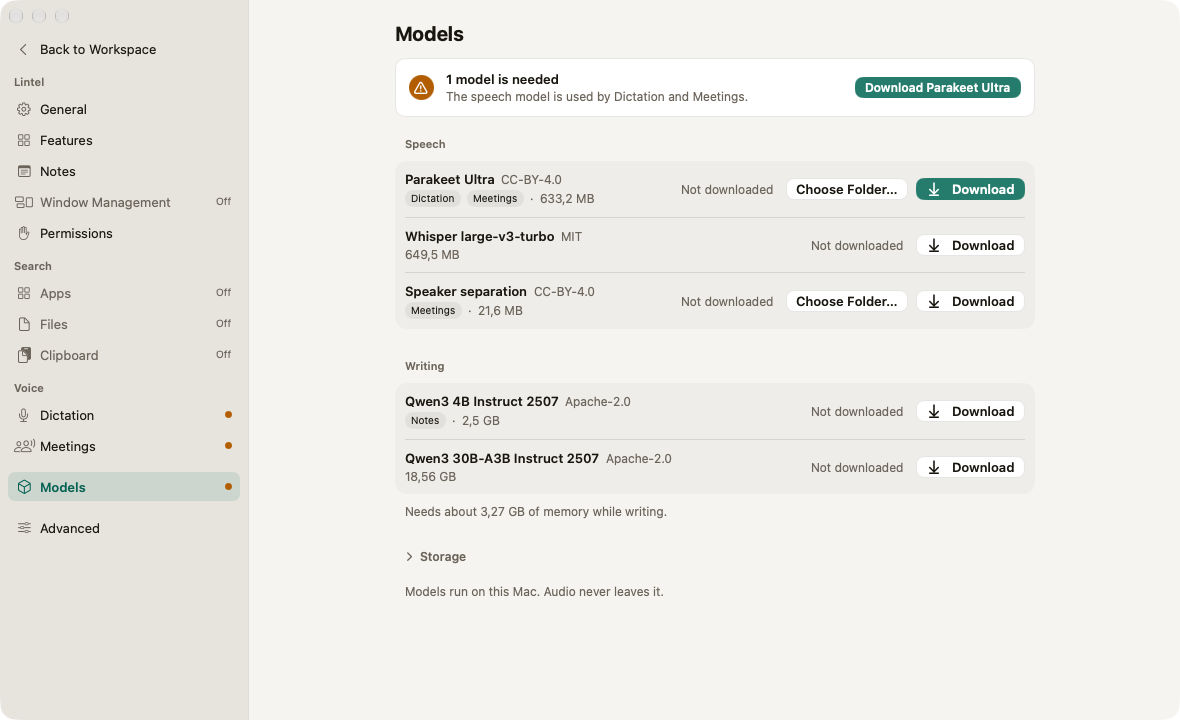 Back to Workspace
Lintel
General
Features
Notes
Window Management Off
Permissions
Search
Apps Off
Files Off
Clipboard Off
Voice
Dictation
Meetings
Models
Advanced
Models
1 model is needed
The speech model is used by Dictation and Meetings.
Download Parakeet Ultra
Speech
Parakeet Ultra CC-BY-4.0
Dictation Meetings · 633,2 MB
Not downloaded Choose Folder... Download
Whisper large-v3-turbo MIT
649,5 MB
Not downloaded Download
Speaker separation CC-BY-4.0
Meetings · 21,6 MB
Not downloaded Choose Folder... Download
Writing
Qwen3 4B Instruct 2507 Apache-2.0
Notes · 2,5 GB
Not downloaded Download
Qwen3 30B-A3B Instruct 2507 Apache-2.0
18,56 GB
Not downloaded Download
Needs about 3,27 GB of memory while writing.
Storage
Models run on this Mac. Audio never leaves it.